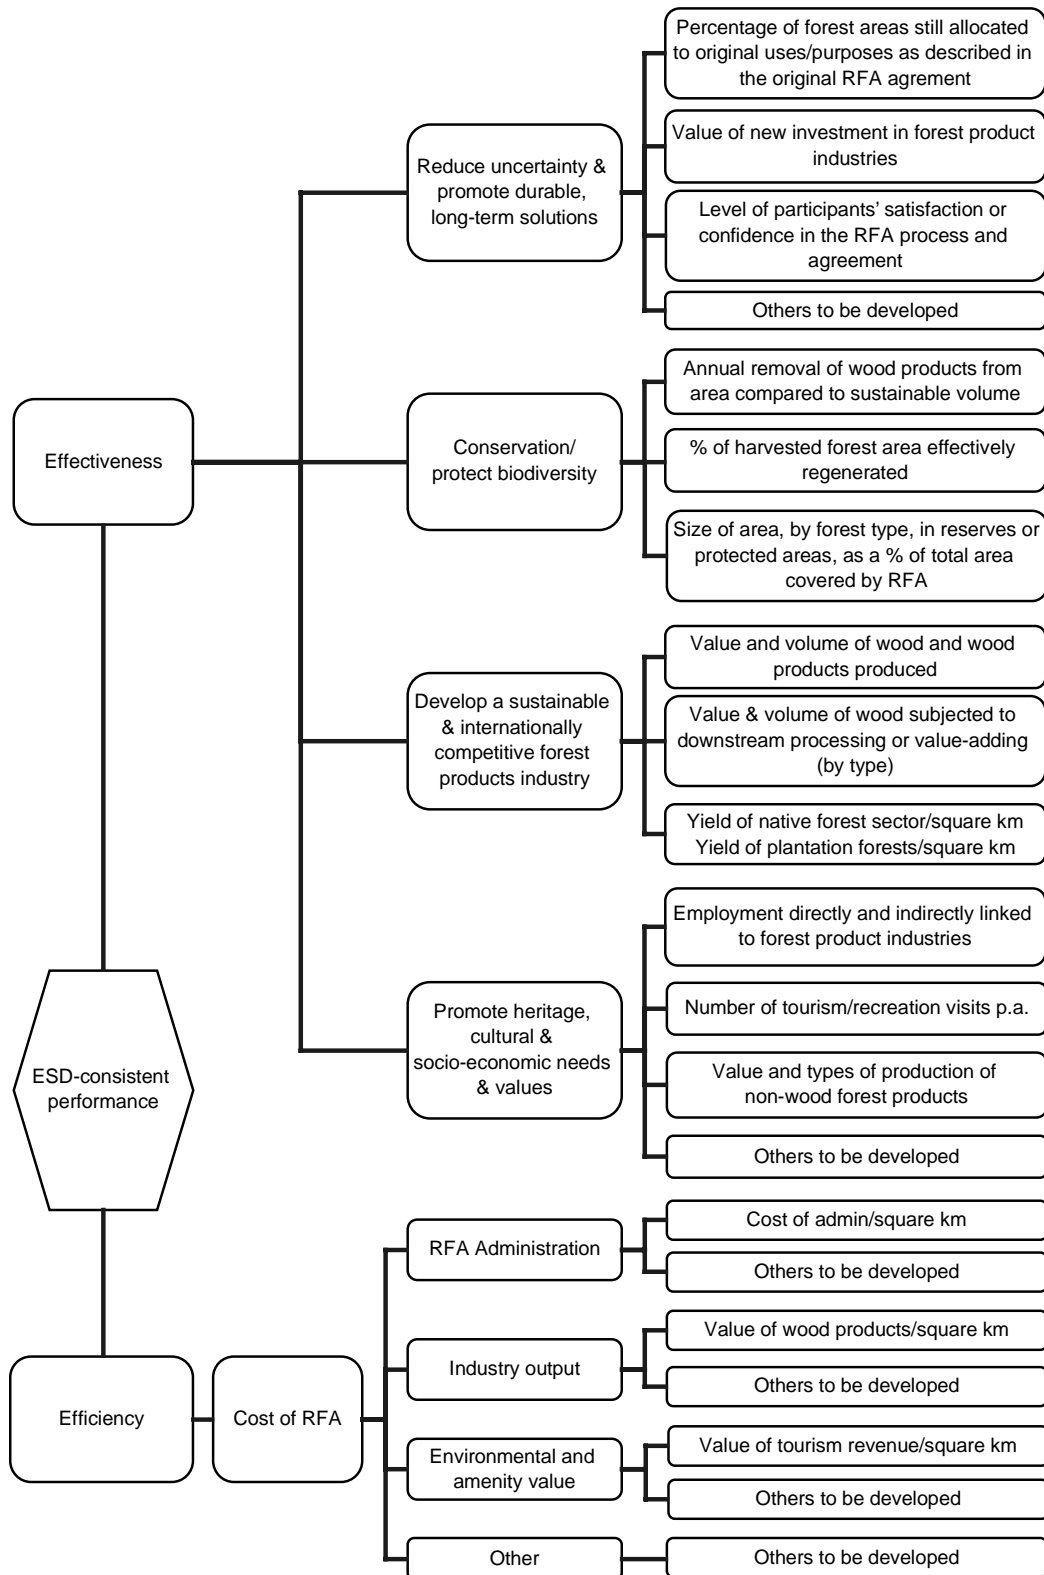 Percentage of forest areas still allocated
to original uses/purposes as described in
the original RFA agrement
Value of new investment in forest product
industries
Reduce uncertainty &
promote durable,
long-term solutions
Level of participants’ satisfaction or
confidence in the RFA process and
agreement
Others to be developed
Annual removal of wood products from
area compared to sustainable volume
Effectiveness
Conservation/
protect biodiversity
% of harvested forest area effectively
regenerated
Size of area, by forest type, in reserves or
protected areas, as a % of total area
covered by RFA
Value and volume of wood and wood
products produced
Develop a sustainable
& internationally
competitive forest
products industry
Value & volume of wood subjected to
downstream processing or value-adding
(by type)
Yield of native forest sector/square km
Yield of plantation forests/square km
Employment directly and indirectly linked
to forest product industries
Number of tourism/recreation visits p.a.
Promote heritage,
cultural &
socio-economic needs
& values
Value and types of production of
non-wood forest products
Others to be developed
ESD-consistent
performance
RFA Administration
Cost of admin/square km
Others to be developed
Value of wood products/square km
Industry output
Others to be developed
Efficiency
Cost of RFA
Environmental and
amenity value
Value of tourism revenue/square km
Others to be developed
Other
Others to be developed